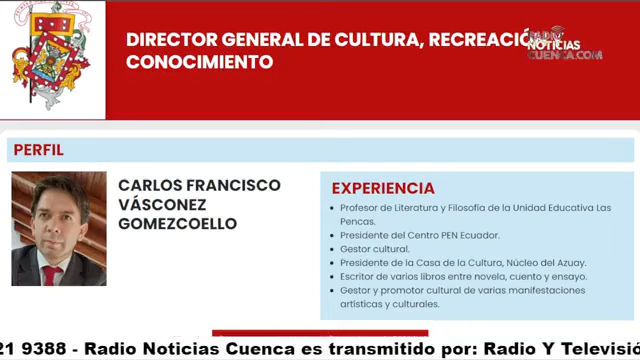 DIRECTOR GENERAL DE CULTURA, RECREACIÓN
CONOCIMIENTO
RADIO
NOTICIAS
CUENCA.COM
PERFIL
CARLOS FRANCISCO
VÁSCONEZ
GOMEZCOELLO
EXPERIENCIA
Profesor de Literatura y Filosofía de la Unidad Educativa Las
Pencas.
Presidente del Centro PEN Ecuador.
Gestor cultural.
Presidente de la Casa de la Cultura, Núcleo del Azuay.
Escritor de varios libros entre novela, cuento y ensayo.
Gestor y promotor cultural de varias manifestaciones
artísticas y culturales.
21 9388 - Radio Noticias Cuenca es transmitido por: Radio Y Televisió